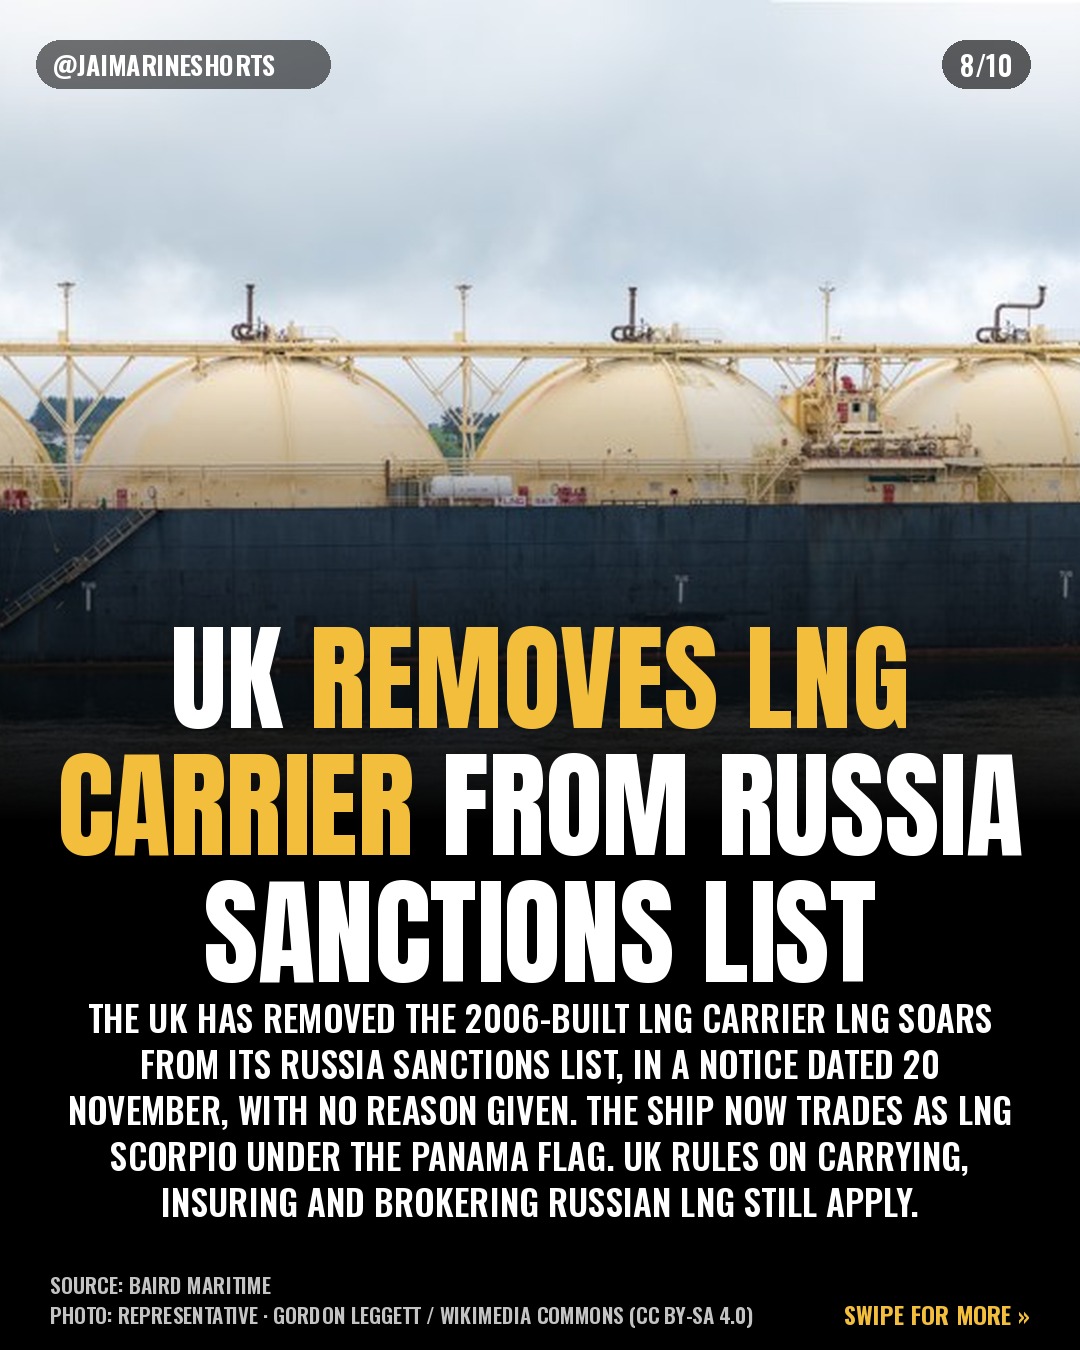 @JAIMARINESHORTS
8/10
UK REMOVES LNG
CARRIER FROM RUSSIA
SANCTIONS LIST
THE UK HAS REMOVED THE 2006-BUILT LNG CARRIER LNG SOARS
FROM ITS RUSSIA SANCTIONS LIST, IN A NOTICE DATED 20
NOVEMBER, WITH NO REASON GIVEN. THE SHIP NOW TRADES AS LNG
SCORPIO UNDER THE PANAMA FLAG. UK RULES ON CARRYING,
INSURING AND BROKERING RUSSIAN LNG STILL APPLY.
SOURCE: BAIRD MARITIME
PHOTO: REPRESENTATIVE · GORDON LEGGETT / WIKIMEDIA COMMONS (CC BY-SA 4.0)
SWIPE FOR MORE »